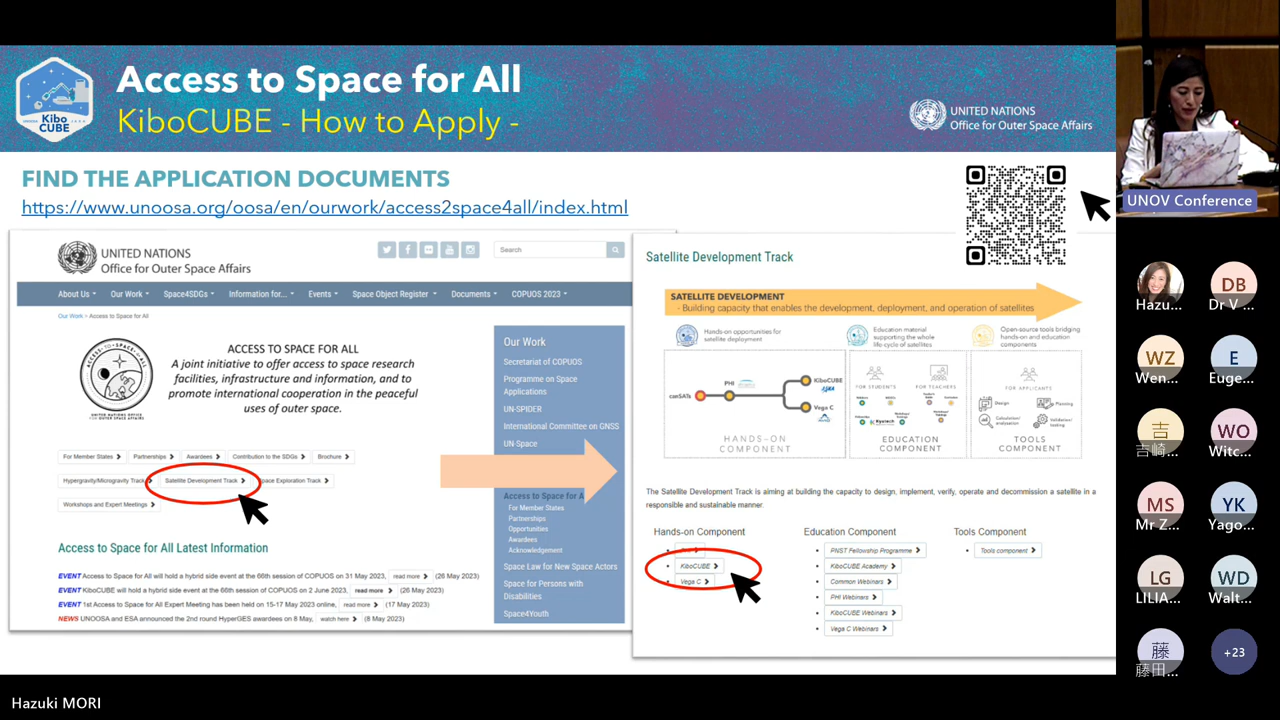 Access to Space for All
KiboCUBE - How to Apply -
Kibo
CUBE
UNITED NATIONS
Office for Outer Space Affairs
FIND THE APPLICATION DOCUMENTS
https://www.unoosa.org/oosa/en/ourwork/access2space4all/index.html
UNITED NATIONS
Office for Outer Space Affairs
Search
About Us
Our Work
Space4SDGs
Information for...
Events
Space Object Register
Documents
COPUOS 2023
Our Work > Access to Space for All
ACCESS TO SPACE FOR ALL
A joint initiative to offer access to space research
facilities, infrastructure and information, and to
promote international cooperation in the peaceful
uses of outer space.
ACCESS TO SPACE FOR ALL
UNITED NATIONS OFFICE
FOR OUTER SPACE AFFAIRS
For Member States
Partnerships
Awardees
Contribution to the SDGs
Brochure
Hypergravity/Microgravity Track
Satellite Development Track
Space Exploration Track
Workshops and Expert Meetings
Access to Space for All Latest Information
EVENT Access to Space for All will hold a hybrid side event at the 66th session of COPUOS on 31 May 2023, read more (26 May 2023)
EVENT KiboCUBE will hold a hybrid side event at the 66th session of COPUOS on 2 June 2023, read more (26 May 2023)
EVENT 1st Access to Space for All Expert Meeting has been held on 15-17 May 2023 online, read more (17 May 2023)
NEWS UNOOSA and ESA announced the 2nd round HyperGES awardees on 8 May, watch here (8 May 2023)
Our Work
Secretariat of COPUOS
Programme on Space
Applications
UN-SPIDER
International Committee on GNSS
UN-Space
Access to Space for A
For Member States
Partnerships
Opportunities
Awardees
Acknowledgement
Space Law for New Space Actors
Space for Persons with
Disabilities
Space4Youth
Satellite Development Track
SATELLITE DEVELOPMENT
- Building capacity that enables the development, deployment, and operation of satellites
Hands-on opportunities for
satellite deployment
Education material
supporting the whole
life cycle of satellites
Open-source tools bridging
hands-on and education
components
canSATs
PHI
KiboCUBE
Vega C
HANDS-ON
COMPONENT
FOR STUDENTS
FOR TEACHERS
Kyutech
EDUCATION
COMPONENT
FOR APPLICANTS
Design
Planning
TOOLS
COMPONENT
The Satellite Development Track is aiming at building the capacity to design, implement, verify, operate and decommission a satellite in a
responsible and sustainable manner.
Hands-on Component
KiboCUBE
Vega C
Education Component
PNST Fellowship Programme
KiboCUBE Academy
Common Webinars
PHI Webinars
KiboCUBE Webinars
Vega C Webinars
Tools Component
Tools component
UNOV Conference
Hazu...
DB
Dr V ...
WZ
Wen...
E
Euge...
吉
吉崎...
WO
Witc...
MS
Mr Z...
YK
Yago...
LG
LILIA...
WD
Walt...
藤
藤田...
+23
Hazuki MORI